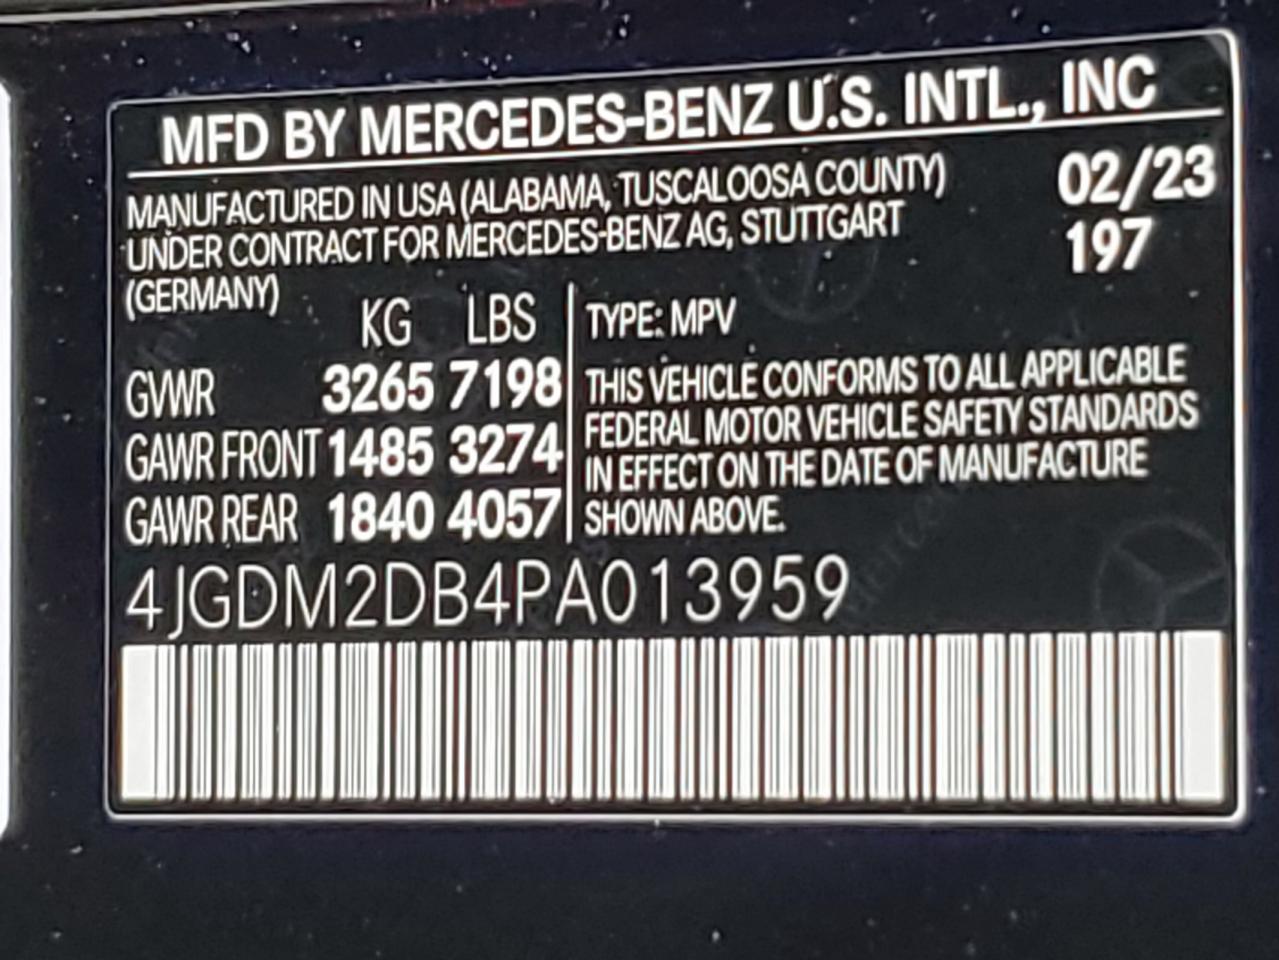 MFD BY MERCEDES-BENZ U.S. INTL., INC
MANUFACTURED IN USA (ALABAMA, TUSCALOOSA COUNTY)
UNDER CONTRACT FOR MERCEDES-BENZ AG, STUTTGART
(GERMANY)
02/23
197
KG LBS
GVWR 3265 7198
GAWR FRONT 1485 3274
GAWR REAR 1840 4057
TYPE: MPV
THIS VEHICLE CONFORMS TO ALL APPLICABLE
FEDERAL MOTOR VEHICLE SAFETY STANDARDS
IN EFFECT ON THE DATE OF MANUFACTURE
SHOWN ABOVE.
4JGDM2DB4PA013959